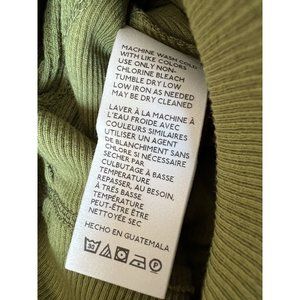 MACHINE WASH COLD
WITH LIKE COLORS
USE ONLY NON-
CHLORINE BLEACH
TUMBLE DRY LOW
LOW IRON AS NEEDED
MAY BE DRY CLEANED
LAVER À LA MACHINE À
L'EAU FROIDE AVEC
COULEURS SIMILAIRES
UTILISER UN AGENT
DE BLANCHIMENT SANS
CHLORE SI NÉCESSAIRE
SÉCHER PAR
CULBUTAGE À BASSE
TEMPÉRATURE
REPASSER, AU BESOIN,
À TRÈS BASSE
TEMPÉRATURE
PEUT-ÊTRE ÊTRE
NETTOYÉE SEC
HECHO EN GUATEMALA
30
P